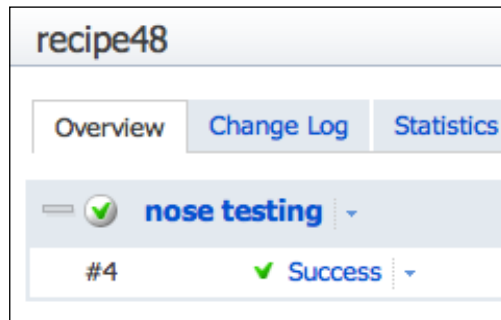 recipe48
Overview Change Log Statistics
nose testing
#4 Success